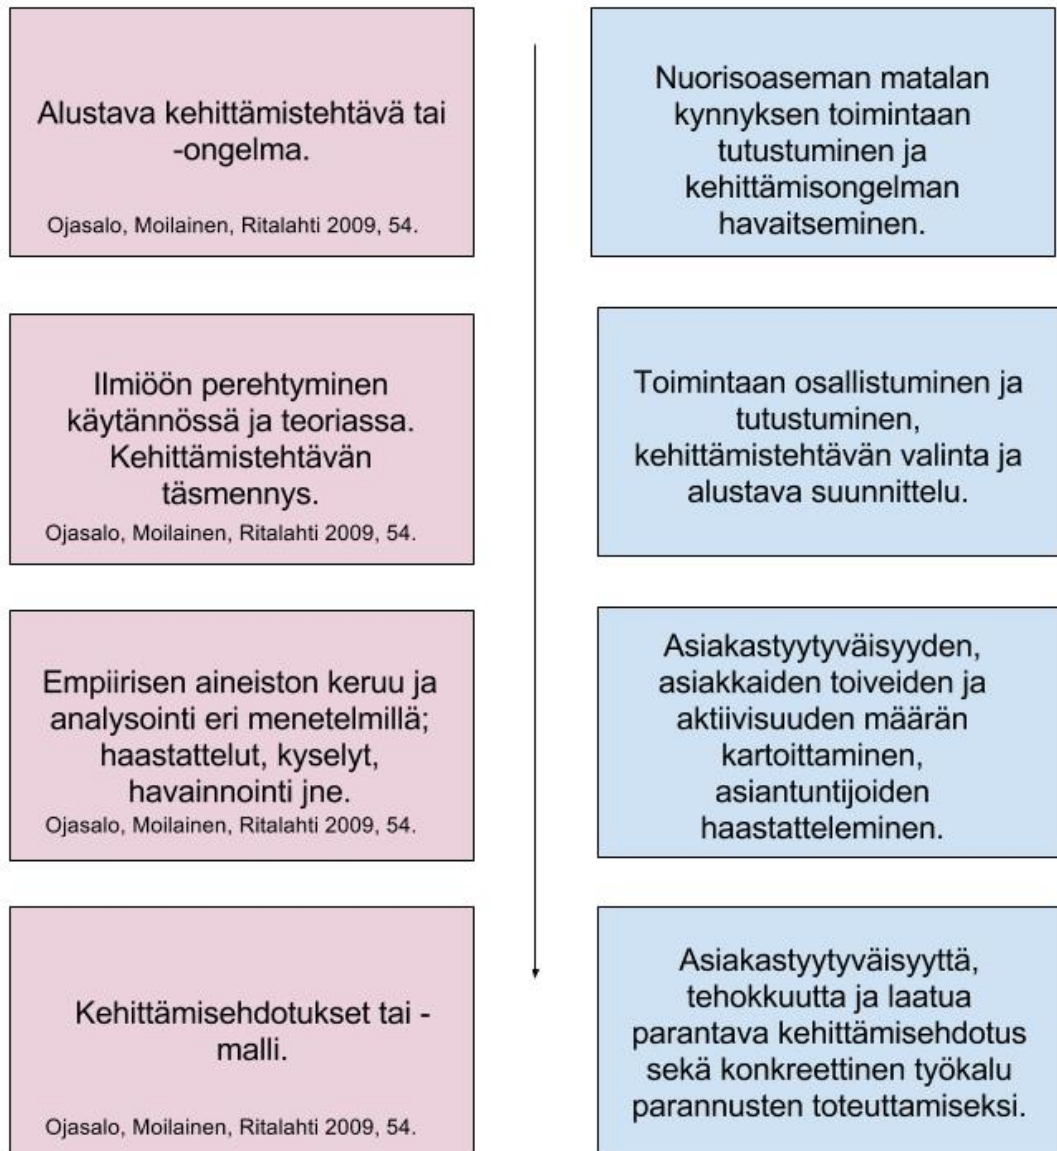 Alustava kehittämistehtävä tai
-ongelma.
Ojasalo, Moilainen, Ritalahti 2009, 54.
Nuorisoaseman matalan
kynnyksen toimintaan
tutustuminen ja
kehittämisongelman
havaitseminen.
Ilmiöön perehtyminen
käytännössä ja teoriassa.
Kehittämistehtävän
täsmennys.
Ojasalo, Moilainen, Ritalahti 2009, 54.
Toimintaan osallistuminen ja
tutustuminen,
kehittämistehtävän valinta ja
alustava suunnittelu.
Empiirisen aineiston keruu ja
analysointi eri menetelmillä;
haastattelut, kyselyt,
havainnointi jne.
Ojasalo, Moilainen, Ritalahti 2009, 54.
Asiakastyytyväisyyden,
asiakkaiden toiveiden ja
aktiivisuuden määrän
kartoittaminen,
asiantuntijoiden
haastatteleminen.
Kehittämisehdotukset tai -
malli.
Ojasalo, Moilainen, Ritalahti 2009, 54.
Asiakastyytyväisyyttä,
tehokkuutta ja laatua
parantava kehittämisehdotus
sekä konkreettinen työkalu
parannusten toteuttamiseksi.